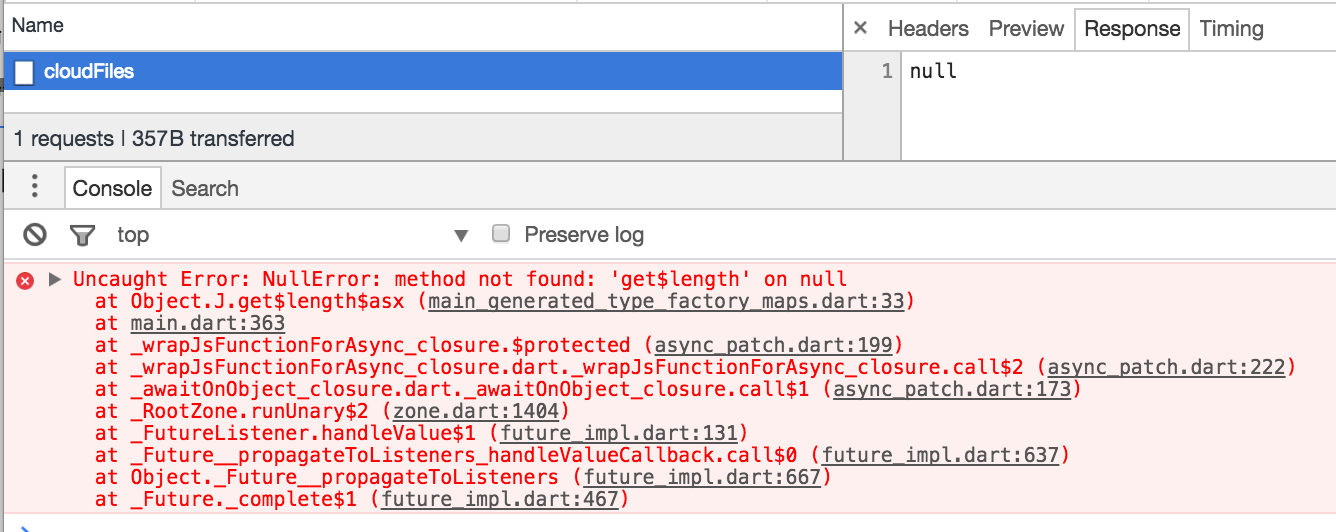 Name
× Headers Preview Response Timing
cloudFiles
1 null
1 requests | 357B transferred
Console Search
top ▼ Preserve log
Uncaught Error: NullError: method not found: 'get$length' on null
at Object.J.get$length$asx (main_generated_type_factory_maps.dart:33)
at main.dart:363
at _wrapJsFunctionForAsync_closure.$protected (async_patch.dart:199)
at _wrapJsFunctionForAsync_closure.dart._wrapJsFunctionForAsync_closure.call$2 (async_patch.dart:222)
at _awaitOnObject_closure.dart._awaitOnObject_closure.call$1 (async_patch.dart:173)
at _RootZone.runUnary$2 (zone.dart:1404)
at _FutureListener.handleValue$1 (future_impl.dart:131)
at _Future__propagateToListeners_handleValueCallback.call$0 (future_impl.dart:637)
at Object._Future__propagateToListeners (future_impl.dart:667)
at _Future._complete$1 (future_impl.dart:467)